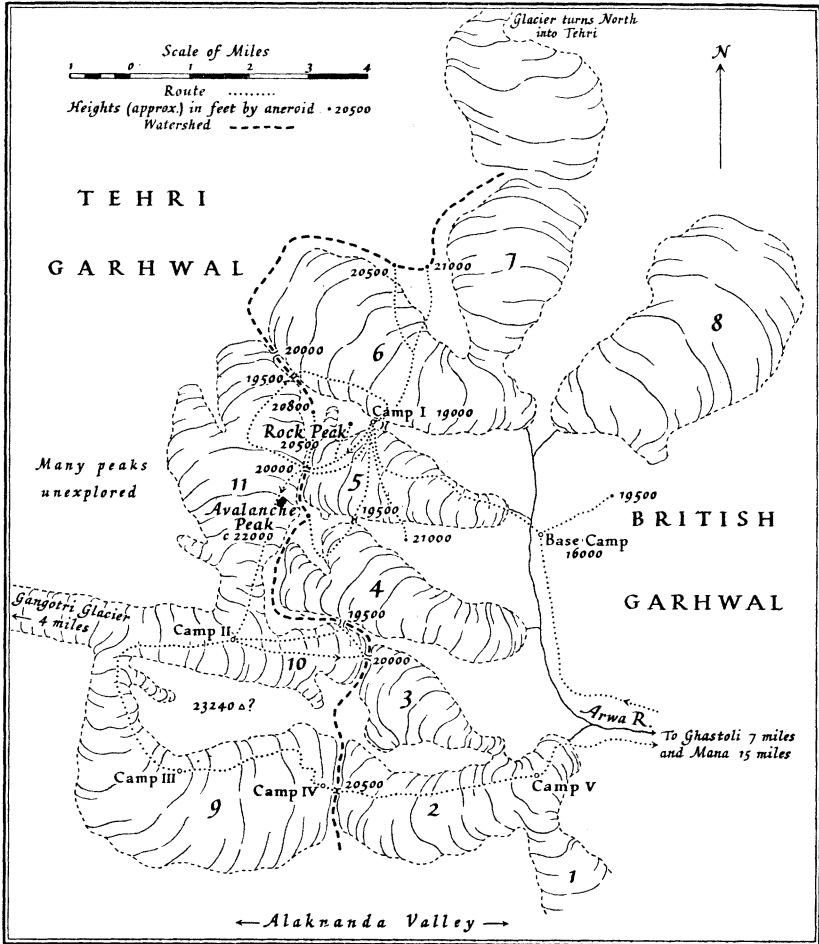 Glacier turns North
into Tehri
Scale of Miles
1 0 1 2 3 4
Route
Heights (approx.) in feet by aneroid • 20500
Watershed
N
TEHRI
GARHWAL
20500
21000
7
8
6
20000
19500
20800
Camp I 19000
Rock Peak
20500
20000
5
Many peaks
unexplored
11
19500
19500
Avalanche
Peak
c 22000
21000
BRITISH
Base Camp
16000
4
GARHWAL
Gangotri Glacier
← 4 miles
19500
Camp II
10
20000
3
23240 △?
Arwa R.
To Ghastoli 7 miles
and Mana 15 miles
Camp III
Camp IV
20500
Camp V
9
2
1
← Alaknanda Valley →